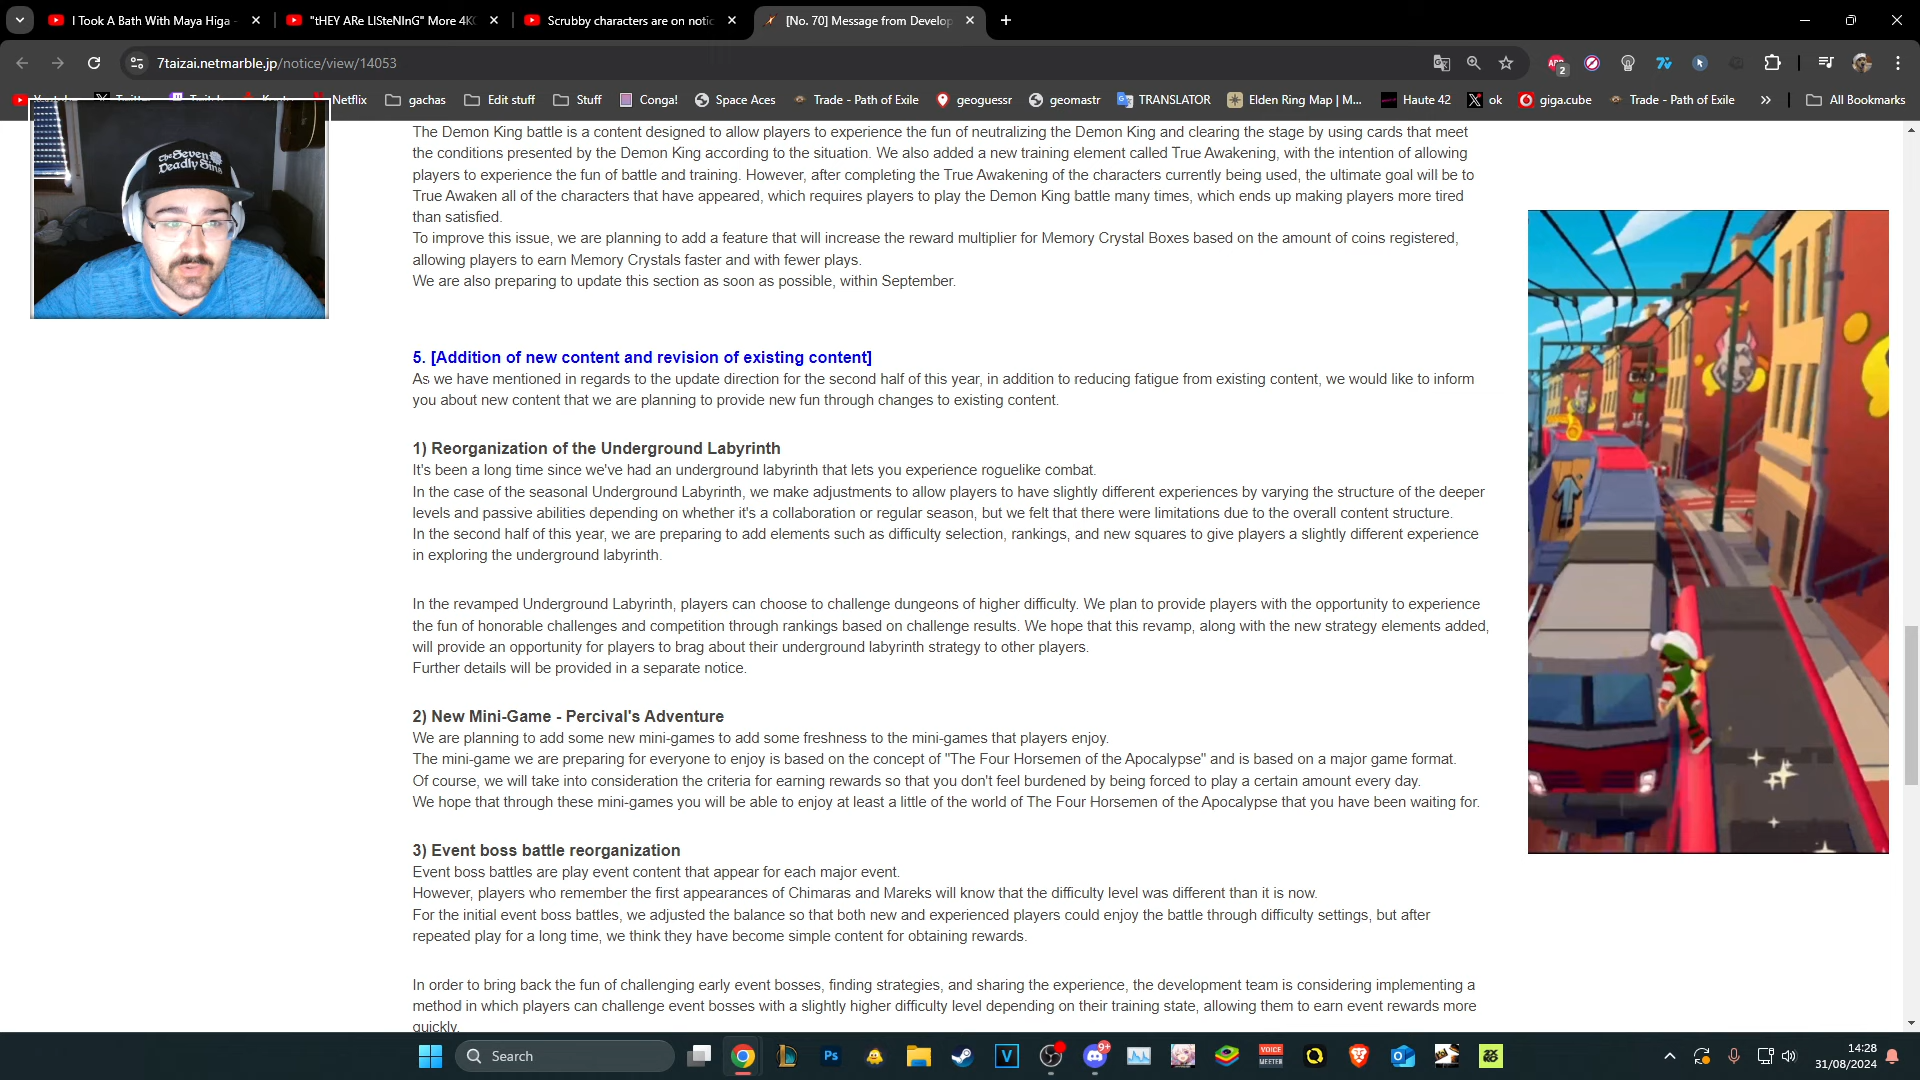 I Took A Bath With Maya Higa
"tHEY ARe LISteNInG" More 4K
Scrubby characters are on notic
[No. 70] Message from Develop
7taizai.netmarble.jp/notice/view/14053
2
Netflix
gachas
Edit stuff
Stuff
Conga!
Space Aces
Trade - Path of Exile
geoguessr
geomastr
TRANSLATOR
Elden Ring Map | M...
Haute 42
ok
giga.cube
Trade - Path of Exile
All Bookmarks
The Seven
Deadly Sins
The Demon King battle is a content designed to allow players to experience the fun of neutralizing the Demon King and clearing the stage by using cards that meet
the conditions presented by the Demon King according to the situation. We also added a new training element called True Awakening, with the intention of allowing
players to experience the fun of battle and training. However, after completing the True Awakening of the characters currently being used, the ultimate goal will be to
True Awaken all of the characters that have appeared, which requires players to play the Demon King battle many times, which ends up making players more tired
than satisfied.
To improve this issue, we are planning to add a feature that will increase the reward multiplier for Memory Crystal Boxes based on the amount of coins registered,
allowing players to earn Memory Crystals faster and with fewer plays.
We are also preparing to update this section as soon as possible, within September.
5. [Addition of new content and revision of existing content]
As we have mentioned in regards to the update direction for the second half of this year, in addition to reducing fatigue from existing content, we would like to inform
you about new content that we are planning to provide new fun through changes to existing content.
1) Reorganization of the Underground Labyrinth
It's been a long time since we've had an underground labyrinth that lets you experience roguelike combat.
In the case of the seasonal Underground Labyrinth, we make adjustments to allow players to have slightly different experiences by varying the structure of the deeper
levels and passive abilities depending on whether it's a collaboration or regular season, but we felt that there were limitations due to the overall content structure.
In the second half of this year, we are preparing to add elements such as difficulty selection, rankings, and new squares to give players a slightly different experience
in exploring the underground labyrinth.
In the revamped Underground Labyrinth, players can choose to challenge dungeons of higher difficulty. We plan to provide players with the opportunity to experience
the fun of honorable challenges and competition through rankings based on challenge results. We hope that this revamp, along with the new strategy elements added,
will provide an opportunity for players to brag about their underground labyrinth strategy to other players.
Further details will be provided in a separate notice.
2) New Mini-Game - Percival's Adventure
We are planning to add some new mini-games to add some freshness to the mini-games that players enjoy.
The mini-game we are preparing for everyone to enjoy is based on the concept of "The Four Horsemen of the Apocalypse" and is based on a major game format.
Of course, we will take into consideration the criteria for earning rewards so that you don't feel burdened by being forced to play a certain amount every day.
We hope that through these mini-games you will be able to enjoy at least a little of the world of The Four Horsemen of the Apocalypse that you have been waiting for.
3) Event boss battle reorganization
Event boss battles are play event content that appear for each major event.
However, players who remember the first appearances of Chimaras and Mareks will know that the difficulty level was different than it is now.
For the initial event boss battles, we adjusted the balance so that both new and experienced players could enjoy the battle through difficulty settings, but after
repeated play for a long time, we think they have become simple content for obtaining rewards.
In order to bring back the fun of challenging early event bosses, finding strategies, and sharing the experience, the development team is considering implementing a
method in which players can challenge event bosses with a slightly higher difficulty level depending on their training state, allowing them to earn event rewards more
quickly.
Search
Ps
V
9+
VOICE
MEETER
14:28
31/08/2024